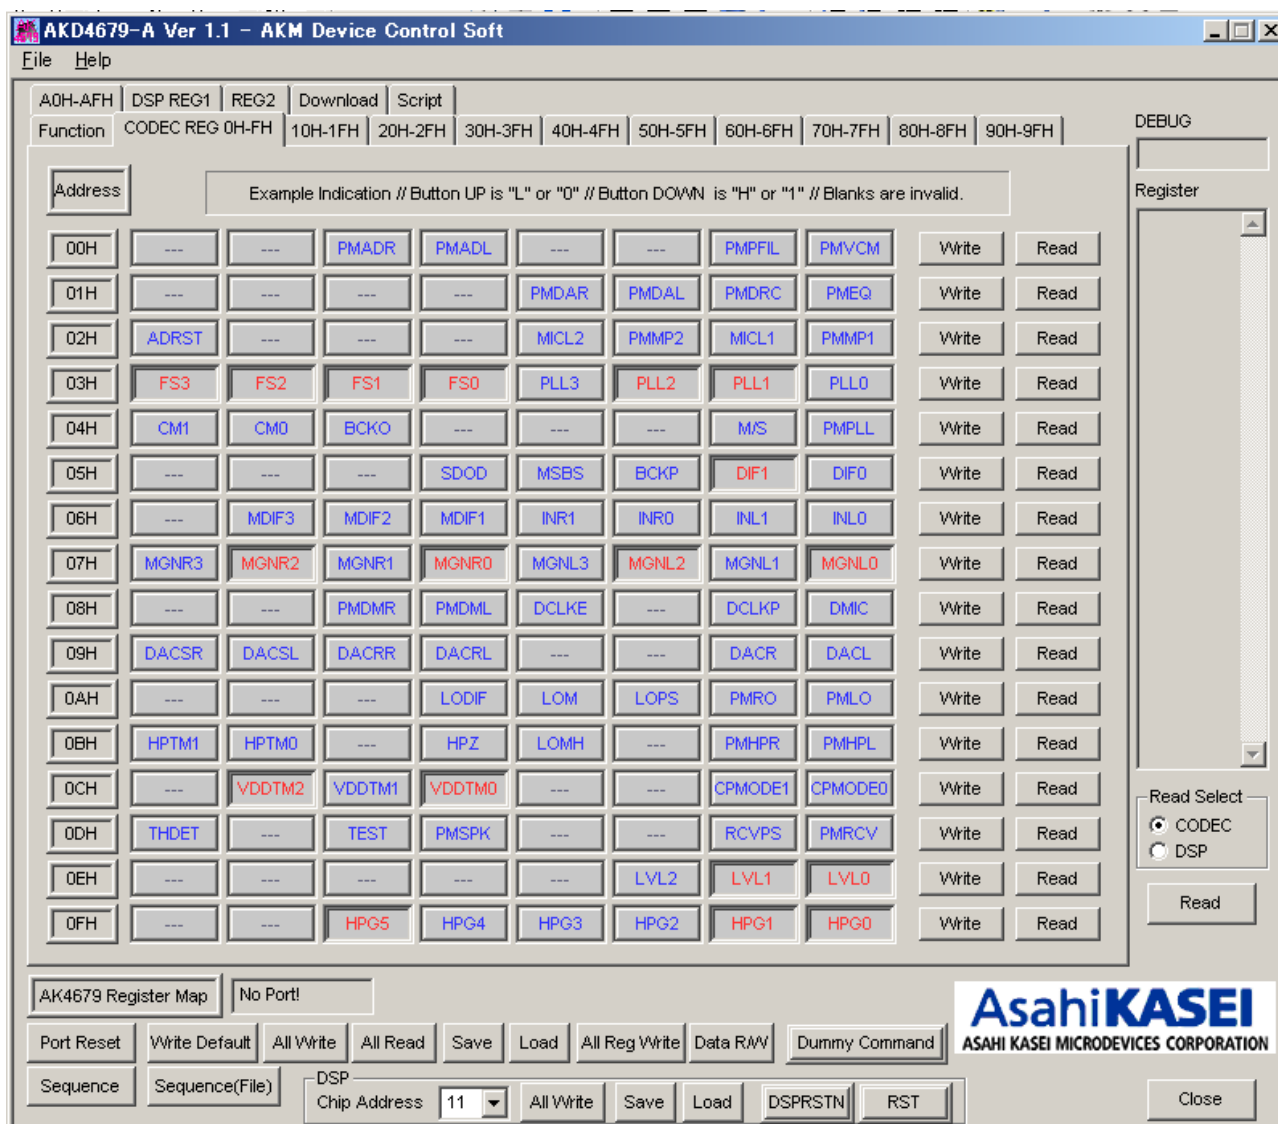 AKD4679-A Ver 1.1 - AKM Device Control Soft
File Help
A0H-AFH DSP REG1 REG2 Download Script
Function CODEC REG 0H-FH 10H-1FH 20H-2FH 30H-3FH 40H-4FH 50H-5FH 60H-6FH 70H-7FH 80H-8FH 90H-9FH
DEBUG
Address Example Indication // Button UP is "L" or "0" // Button DOWN is "H" or "1" // Blanks are invalid.
Register
00H --- --- PMADR PMADL --- --- PMPFIL PMVCM Write Read
01H --- --- --- --- PMDAR PMDAL PMDRC PMEQ Write Read
02H ADRST --- --- --- MICL2 PMMP2 MICL1 PMMP1 Write Read
03H FS3 FS2 FS1 FS0 PLL3 PLL2 PLL1 PLL0 Write Read
04H CM1 CM0 BCKO --- --- --- M/S PMPLL Write Read
05H --- --- --- SDOD MSBS BCKP DIF1 DIF0 Write Read
06H --- MDIF3 MDIF2 MDIF1 INR1 INR0 INL1 INL0 Write Read
07H MGNR3 MGNR2 MGNR1 MGNR0 MGNL3 MGNL2 MGNL1 MGNL0 Write Read
08H --- --- PMDMR PMDML DCLKE --- DCLKP DMIC Write Read
09H DACSR DACSL DACRR DACRL --- --- DACR DACL Write Read
0AH --- --- --- LODIF LOM LOPS PMRO PMLO Write Read
0BH HPTM1 HPTM0 --- HPZ LOMH --- PMHPR PMHPL Write Read
0CH --- VDDTM2 VDDTM1 VDDTM0 --- --- CPMODE1 CPMODE0 Write Read
0DH THDET --- TEST PMSPK --- --- RCVPS PMRCV Write Read
0EH --- --- --- --- --- LVL2 LVL1 LVL0 Write Read
0FH --- --- HPG5 HPG4 HPG3 HPG2 HPG1 HPG0 Write Read
Read Select
CODEC
DSP
Read
AK4679 Register Map No Port!
AsahiKASEI
ASAHI KASEI MICRODEVICES CORPORATION
Port Reset Write Default All Write All Read Save Load All Reg Write Data R/W Dummy Command
Sequence Sequence(File)
DSP
Chip Address 11 All Write Save Load DSPRSTN RST
Close